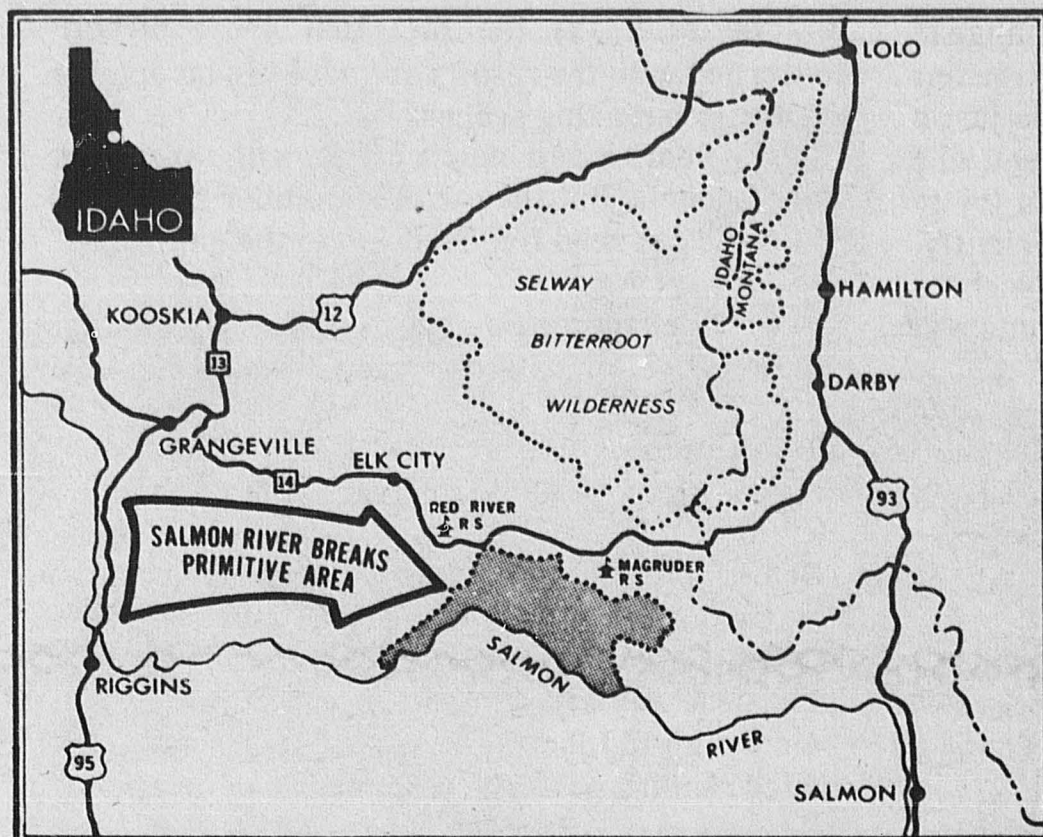 LOLO
IDAHO
IDAHO
MONTANA
SELWAY
BITTERROOT
WILDERNESS
12
KOOSKIA
HAMILTON
13
DARBY
GRANGEVILLE
ELK CITY
14
93
RED RIVER
R S
SALMON RIVER BREAKS
PRIMITIVE AREA
MAGRUDER
R S
SALMON
RIVER
RIGGINS
95
SALMON